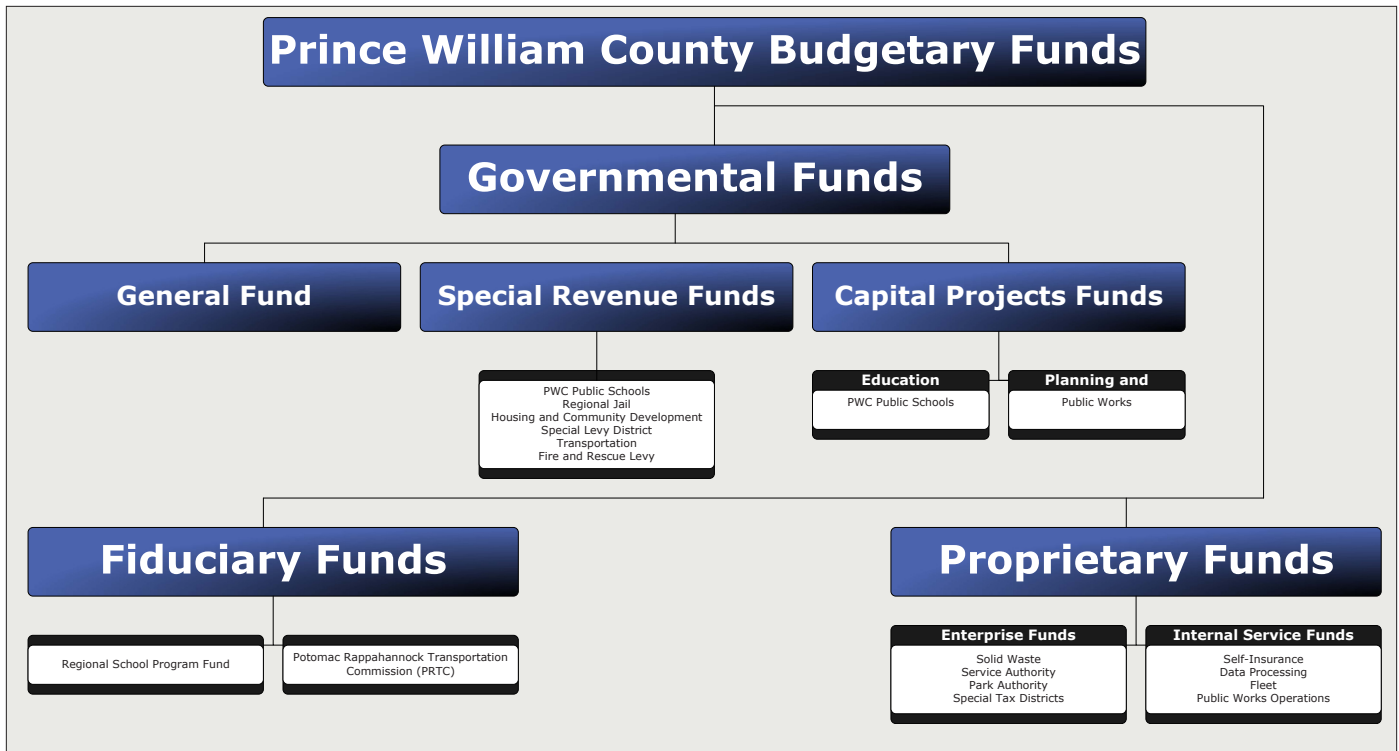 Prince William County Budgetary Funds
Governmental Funds
General Fund
Special Revenue Funds
Capital Projects Funds
PWC Public Schools
Regional Jail
Housing and Community Development
Special Levy District
Transportation
Fire and Rescue Levy
Education
PWC Public Schools
Planning and
Public Works
Fiduciary Funds
Proprietary Funds
Regional School Program Fund
Potomac Rappahannock Transportation
Commission (PRTC)
Enterprise Funds
Solid Waste
Service Authority
Park Authority
Special Tax Districts
Internal Service Funds
Self-Insurance
Data Processing
Fleet
Public Works Operations